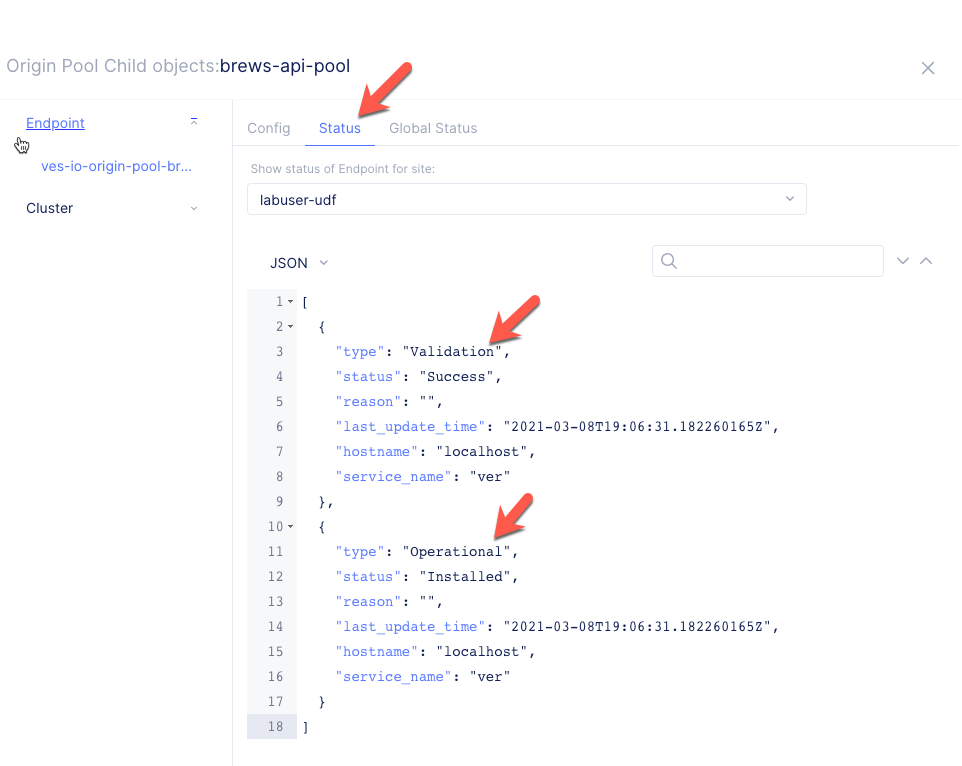 Origin Pool Child objects:brews-api-pool
Endpoint
ves-io-origin-pool-br...
Cluster
Config Status Global Status
Show status of Endpoint for site:
labuser-udf
JSON
1 [
2 {
3 "type": "Validation",
4 "status": "Success",
5 "reason": "",
6 "last_update_time": "2021-03-08T19:06:31.182260165Z",
7 "hostname": "localhost",
8 "service_name": "ver"
9 },
10 {
11 "type": "Operational",
12 "status": "Installed",
13 "reason": "",
14 "last_update_time": "2021-03-08T19:06:31.182260165Z",
15 "hostname": "localhost",
16 "service_name": "ver"
17 }
18 ]